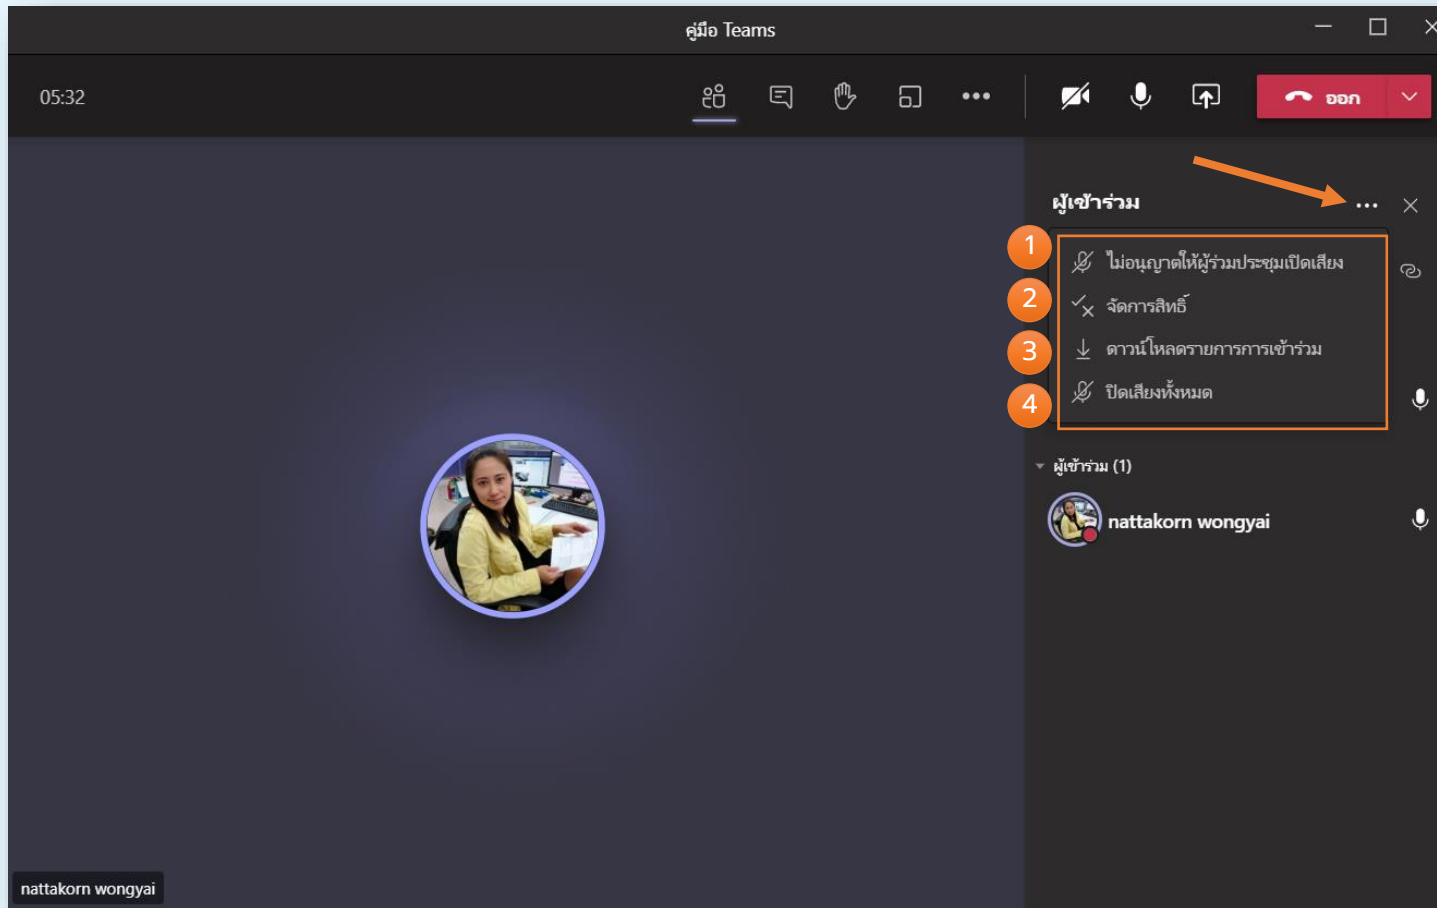 คู่มือ Teams
05:32
ออก
ผู้เข้าร่วม
1
ไม่อนุญาตให้ผู้ร่วมประชุมเปิดเสียง
2
จัดการสิทธิ์
3
ดาวน์โหลดรายการการเข้าร่วม
4
ปิดเสียงทั้งหมด
ผู้เข้าร่วม (1)
nattakorn wongyai
nattakorn wongyai